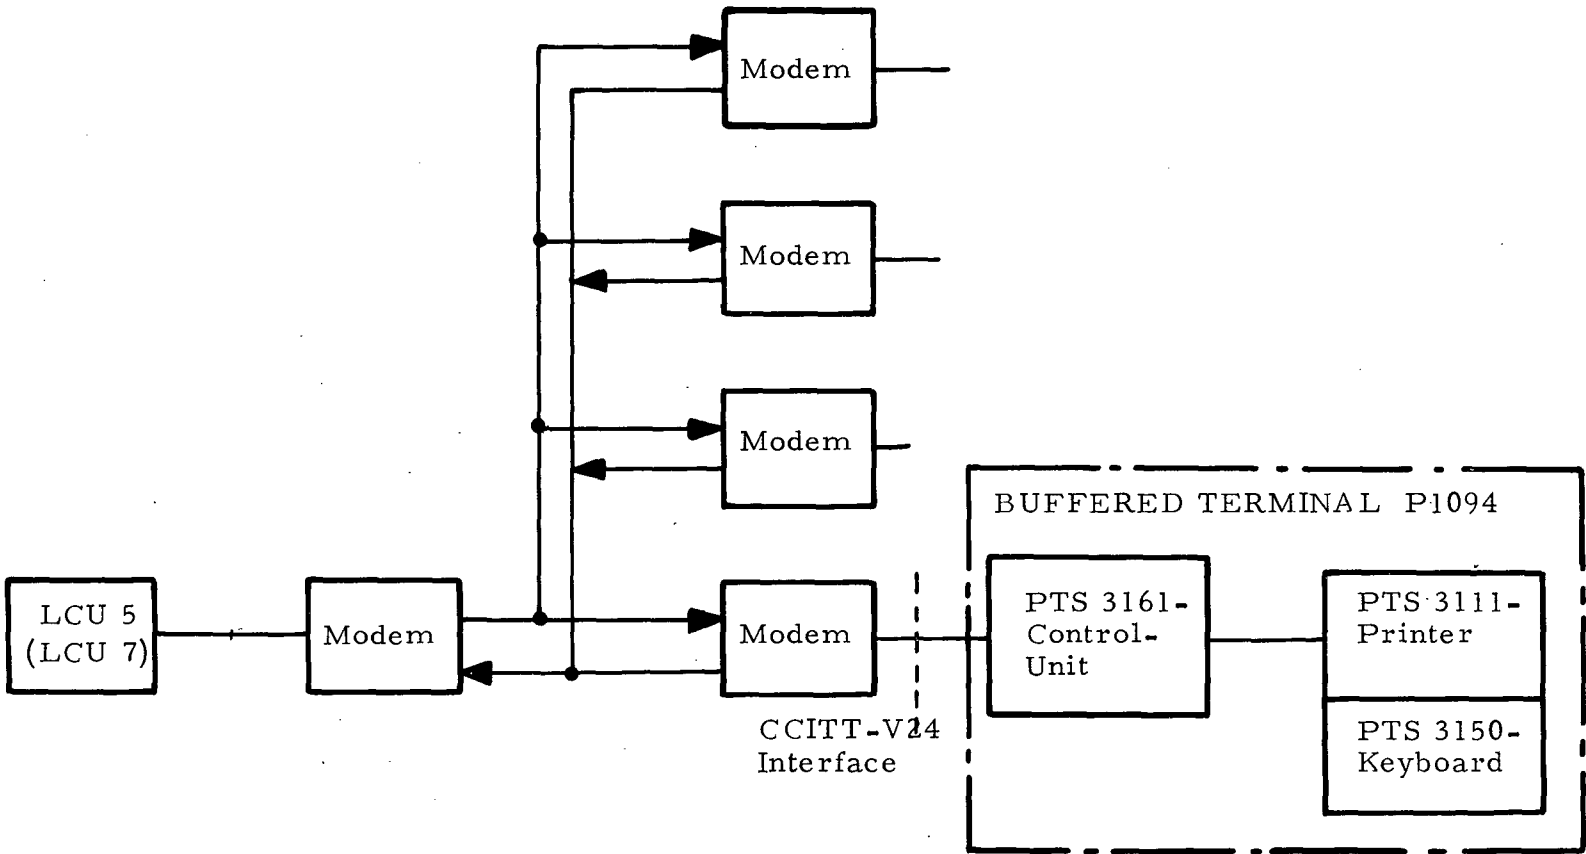 Modem
Modem
Modem
BUFFERED TERMINAL P1094
LCU 5
(LCU 7)
Modem
Modem
PTS 3161-
Control-
Unit
PTS 3111-
Printer
CCITT-V24
Interface
PTS 3150-
Keyboard